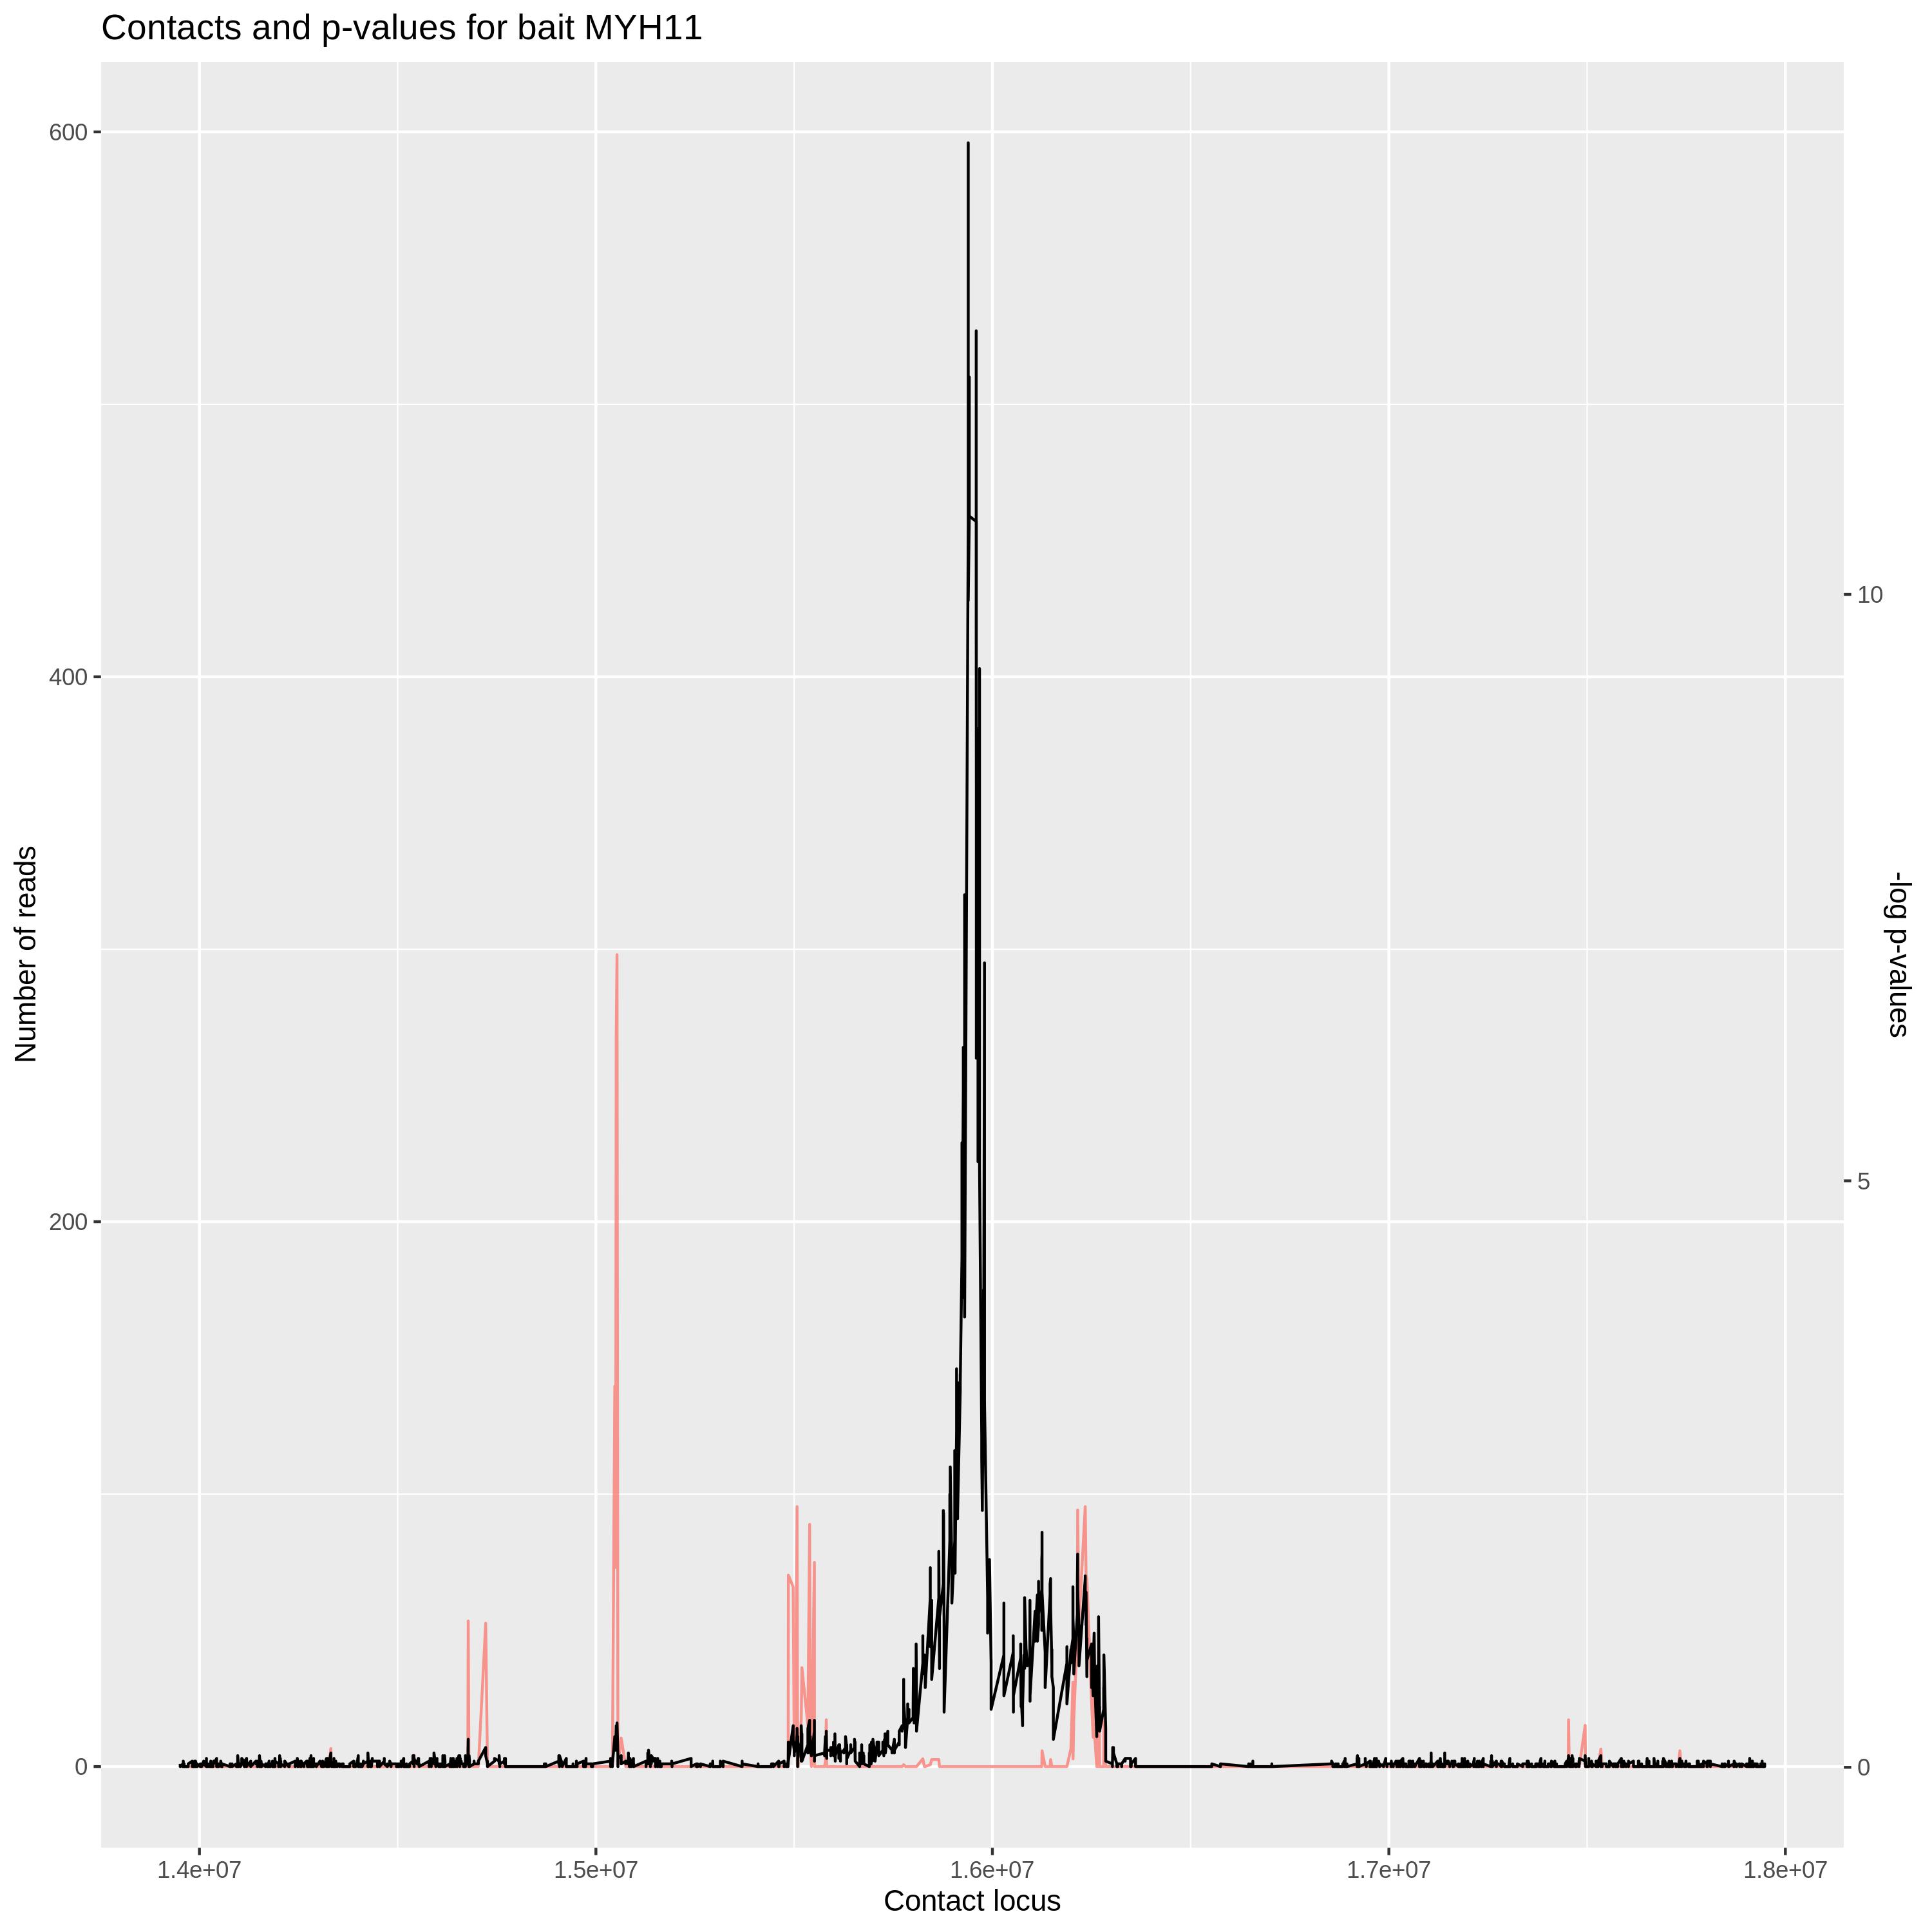 Contacts and p-values for bait MYH11
600
400
200
0
Number of reads
10
5
0
-log p-values
1.4e+07
1.5e+07
1.6e+07
1.7e+07
1.8e+07
Contact locus